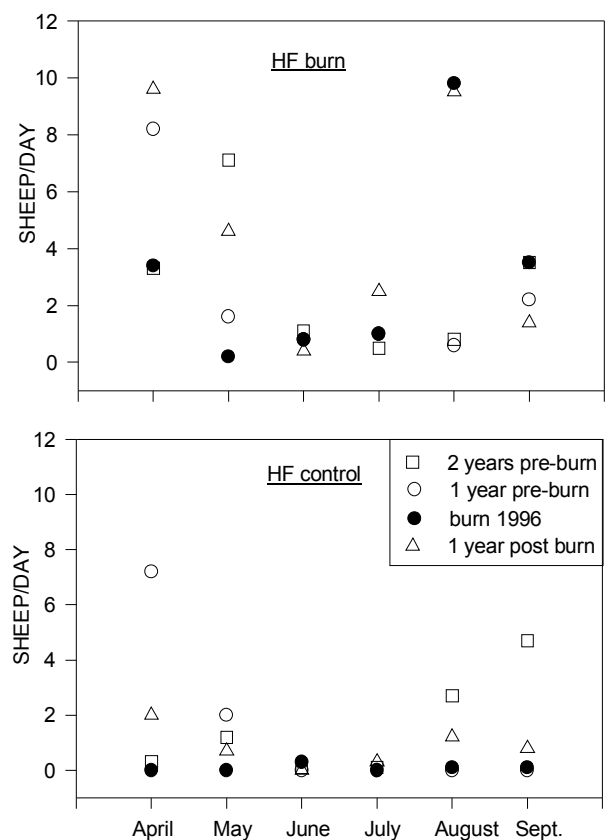 HF burn
SHEEP/DAY
12
10
8
6
4
2
0
HF control
SHEEP/DAY
12
10
8
6
4
2
0
2 years pre-burn
1 year pre-burn
burn 1996
1 year post burn
April May June July August Sept.